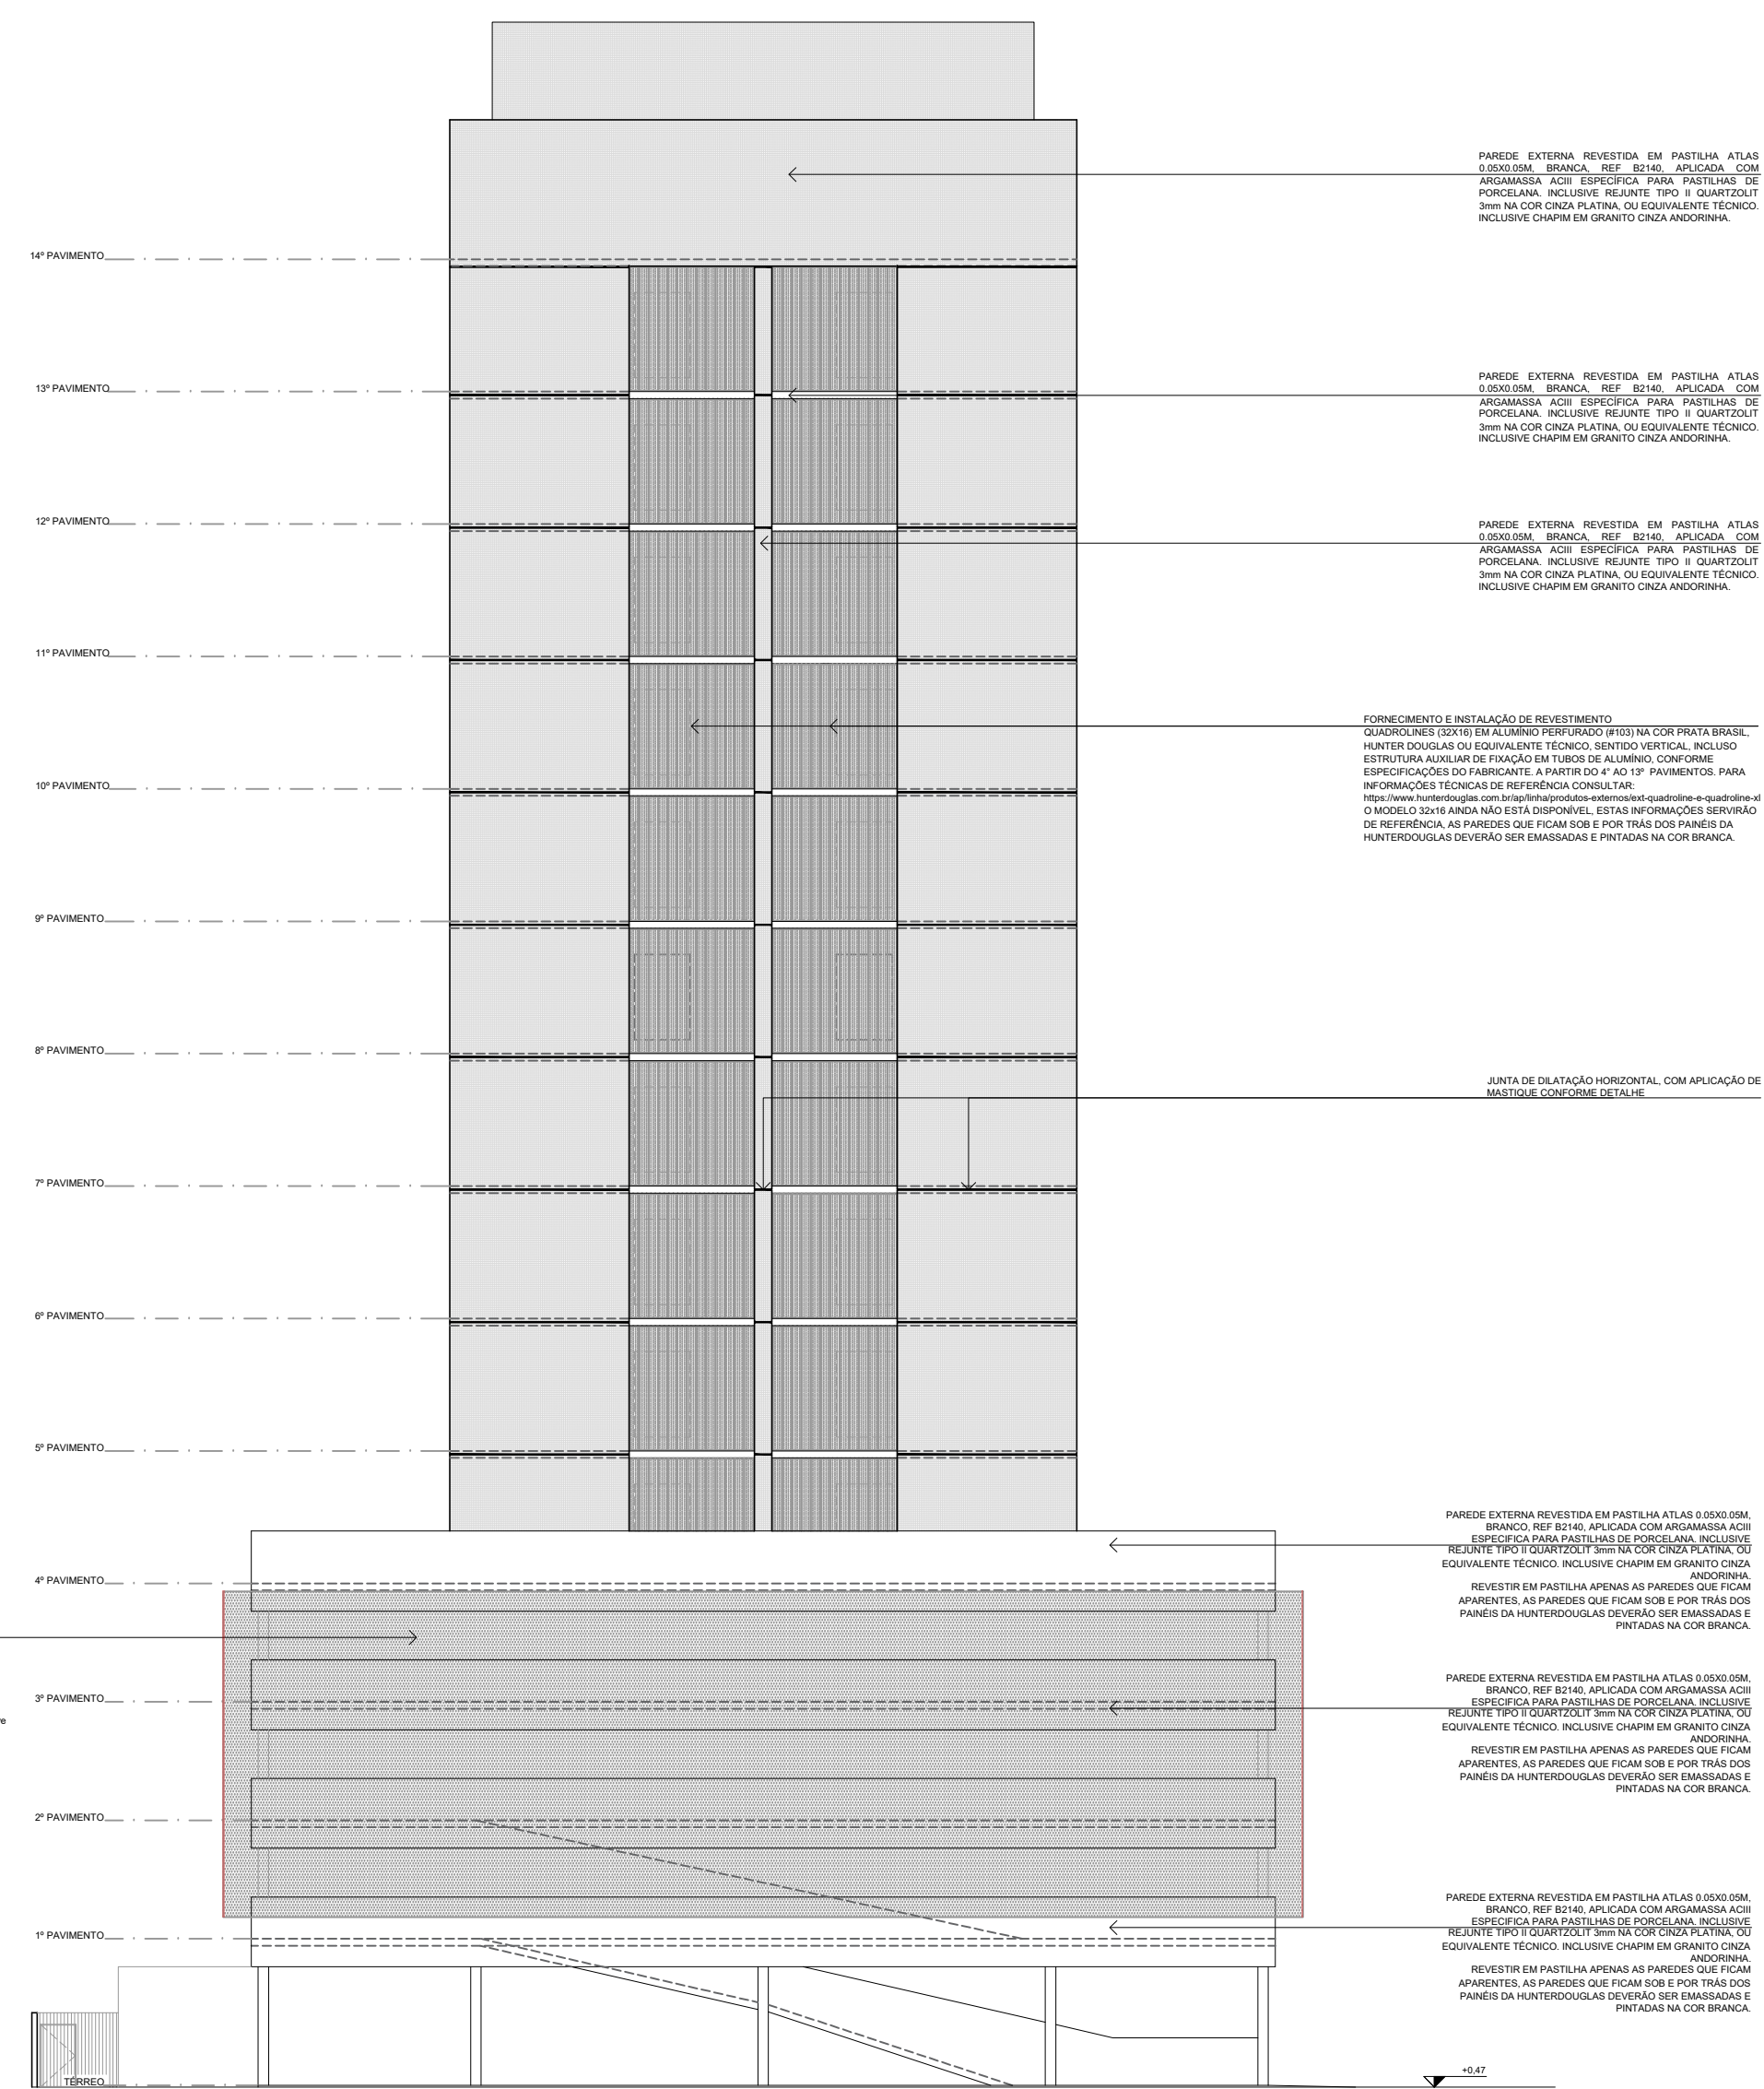 PAREDE EXTERNA REVESTIDA EM PASTILHA ATLAS
0.05X0.05M, BRANCA, REF B2140, APLICADA COM
ARGAMASSA ACIII ESPECÍFICA PARA PASTILHAS DE
PORCELANA. INCLUSIVE REJUNTE TIPO II QUARTZOLIT
3mm NA COR CINZA PLATINA, OU EQUIVALENTE TÉCNICO.
INCLUSIVE CHAPIM EM GRANITO CINZA ANDORINHA.
14º PAVIMENTO
PAREDE EXTERNA REVESTIDA EM PASTILHA ATLAS
0.05X0.05M, BRANCA, REF B2140, APLICADA COM
ARGAMASSA ACIII ESPECÍFICA PARA PASTILHAS DE
PORCELANA. INCLUSIVE REJUNTE TIPO II QUARTZOLIT
3mm NA COR CINZA PLATINA, OU EQUIVALENTE TÉCNICO.
INCLUSIVE CHAPIM EM GRANITO CINZA ANDORINHA.
13º PAVIMENTO
12º PAVIMENTO
PAREDE EXTERNA REVESTIDA EM PASTILHA ATLAS
0.05X0.05M, BRANCA, REF B2140, APLICADA COM
ARGAMASSA ACIII ESPECÍFICA PARA PASTILHAS DE
PORCELANA. INCLUSIVE REJUNTE TIPO II QUARTZOLIT
3mm NA COR CINZA PLATINA, OU EQUIVALENTE TÉCNICO.
INCLUSIVE CHAPIM EM GRANITO CINZA ANDORINHA.
11º PAVIMENTO
FORNECIMENTO E INSTALAÇÃO DE REVESTIMENTO
QUADROLINES (32X16) EM ALUMÍNIO PERFURADO (#103) NA COR PRATA BRASIL,
HUNTER DOUGLAS OU EQUIVALENTE TÉCNICO, SENTIDO VERTICAL, INCLUSO
ESTRUTURA AUXILIAR DE FIXAÇÃO EM TUBOS DE ALUMÍNIO, CONFORME
ESPECIFICAÇÕES DO FABRICANTE. A PARTIR DO 4° AO 13º PAVIMENTOS. PARA
INFORMAÇÕES TÉCNICAS DE REFERÊNCIA CONSULTAR:
https://www.hunterdouglas.com.br/ap/linha/produtos-externos/ext-quadroline-e-quadroline-xl
O MODELO 32x16 AINDA NÃO ESTÁ DISPONÍVEL, ESTAS INFORMAÇÕES SERVIRÃO
DE REFERÊNCIA, AS PAREDES QUE FICAM SOB E POR TRÁS DOS PAINÉIS DA
HUNTERDOUGLAS DEVERÃO SER EMASSADAS E PINTADAS NA COR BRANCA.
10º PAVIMENTO
9º PAVIMENTO
8º PAVIMENTO
JUNTA DE DILATAÇÃO HORIZONTAL, COM APLICAÇÃO DE
MASTIQUE CONFORME DETALHE
7º PAVIMENTO
6º PAVIMENTO
5º PAVIMENTO
PAREDE EXTERNA REVESTIDA EM PASTILHA ATLAS 0.05X0.05M,
BRANCO, REF B2140, APLICADA COM ARGAMASSA ACIII
ESPECIFICA PARA PASTILHAS DE PORCELANA. INCLUSIVE
REJUNTE TIPO II QUARTZOLIT 3mm NA COR CINZA PLATINA, OU
EQUIVALENTE TÉCNICO. INCLUSIVE CHAPIM EM GRANITO CINZA
ANDORINHA.
REVESTIR EM PASTILHA APENAS AS PAREDES QUE FICAM
APARENTES, AS PAREDES QUE FICAM SOB E POR TRÁS DOS
PAINÉIS DA HUNTERDOUGLAS DEVERÃO SER EMASSADAS E
PINTADAS NA COR BRANCA.
4º PAVIMENTO
PAREDE EXTERNA REVESTIDA EM PASTILHA ATLAS 0.05X0.05M,
BRANCO, REF B2140, APLICADA COM ARGAMASSA ACIII
ESPECIFICA PARA PASTILHAS DE PORCELANA. INCLUSIVE
REJUNTE TIPO II QUARTZOLIT 3mm NA COR CINZA PLATINA, OU
EQUIVALENTE TÉCNICO. INCLUSIVE CHAPIM EM GRANITO CINZA
ANDORINHA.
REVESTIR EM PASTILHA APENAS AS PAREDES QUE FICAM
APARENTES, AS PAREDES QUE FICAM SOB E POR TRÁS DOS
PAINÉIS DA HUNTERDOUGLAS DEVERÃO SER EMASSADAS E
PINTADAS NA COR BRANCA.
3º PAVIMENTO
2º PAVIMENTO
PAREDE EXTERNA REVESTIDA EM PASTILHA ATLAS 0.05X0.05M,
BRANCO, REF B2140, APLICADA COM ARGAMASSA ACIII
ESPECIFICA PARA PASTILHAS DE PORCELANA. INCLUSIVE
REJUNTE TIPO II QUARTZOLIT 3mm NA COR CINZA PLATINA, OU
EQUIVALENTE TÉCNICO. INCLUSIVE CHAPIM EM GRANITO CINZA
ANDORINHA.
REVESTIR EM PASTILHA APENAS AS PAREDES QUE FICAM
APARENTES, AS PAREDES QUE FICAM SOB E POR TRÁS DOS
PAINÉIS DA HUNTERDOUGLAS DEVERÃO SER EMASSADAS E
PINTADAS NA COR BRANCA.
1º PAVIMENTO
+0,47
TÉRREO